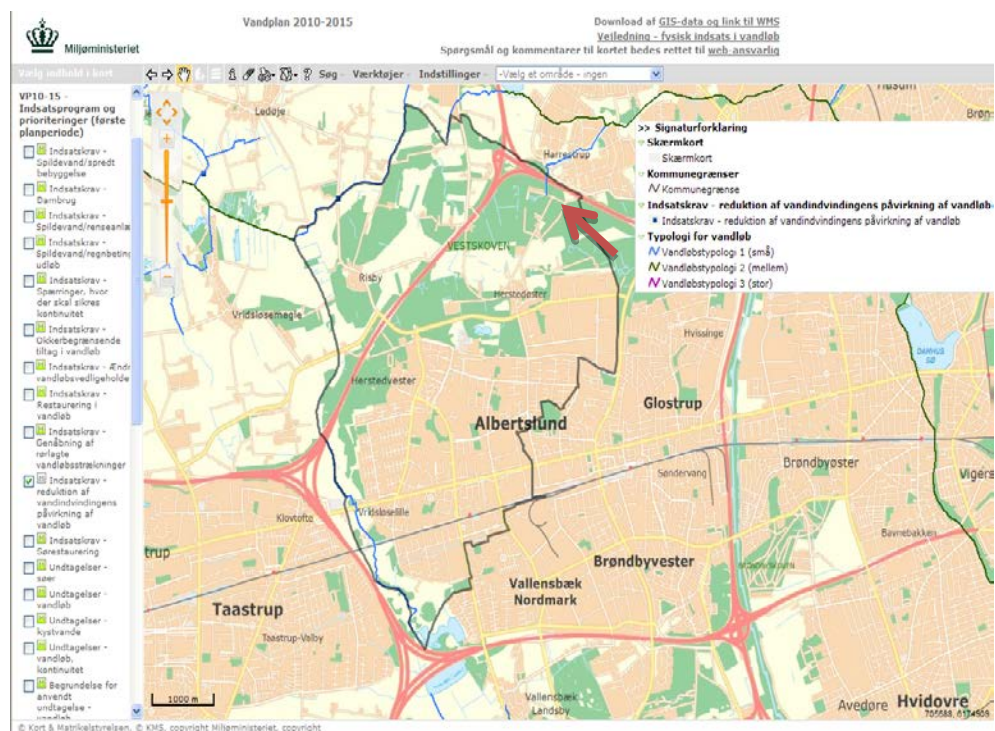 Miljøministeriet
Vandplan 2010-2015
Download af GIS-data og link til WMS
Vejledning - fysisk indsats i vandløb
Spørgsmål og kommentarer til kortet bedes rettet til web-ansvarlig
Vælg indhold i kort
Søg
Værktøjer
Indstillinger
-Vælg et område - ingen
VP10-15 -
Indsatsprogram og
prioriteringer (første
planperiode)
Indsatskrav -
Spildevand/spredt
bebyggelse
Indsatskrav -
Dambrug
Indsatskrav -
Spildevand/renseanlæ
Indsatskrav -
Spildevand/regnbeting
udløb
Indsatskrav -
Spærringer, hvor
der skal sikres
kontinuitet
Indsatskrav -
Okkerbegrænsende
tiltag i vandløb
Indsatskrav - Ændr
vandløbsvedligeholde
Indsatskrav -
Restaurering i
vandløb
Indsatskrav -
Genåbning af
rørlagte
vandløbsstrækninger
Indsatskrav -
reduktion af
vandindvindingens
påvirkning af
vandløb
Indsatskrav -
Sørestaurering
Undtagelser -
søer
Undtagelser -
vandløb
Undtagelser -
kystvande
Undtagelser -
vandløb,
kontinuitet
Begrundelse for
anvendt
undtagelse -
vandløb
>> Signaturforklaring
Skærmkort
Skærmkort
Kommunegrænser
Kommunegrænse
Indsatskrav - reduktion af vandindvindingens påvirkning af vandløb
Indsatskrav - reduktion af vandindvindingens påvirkning af vandløb
Typologi for vandløb
Vandløbstypologi 1 (små)
Vandløbstypologi 2 (mellem)
Vandløbstypologi 3 (stor)
Husum
Brøn
Ledøje
Harrestrup
VESTSKOVEN
Risby
Herstedøster
Vridsløsemagle
Hvissinge
DAMHUS
SØ
Herstedvester
Albertslund
Glostrup
Brøndbyøster
Vigers
Søndervang
Klovtofte
Vridsløselille
Bavnebakken
trup
Brøndbyvester
Vallensbæk
Nordmark
Taastrup
Taastrup-Valby
1000 m
Vallensbæk
Landsby
Avedøre
Hvidovre
705588, 6174509
© Kort & Matrikelstyrelsen, © KMS, copyright Miljøministeriet, copyright